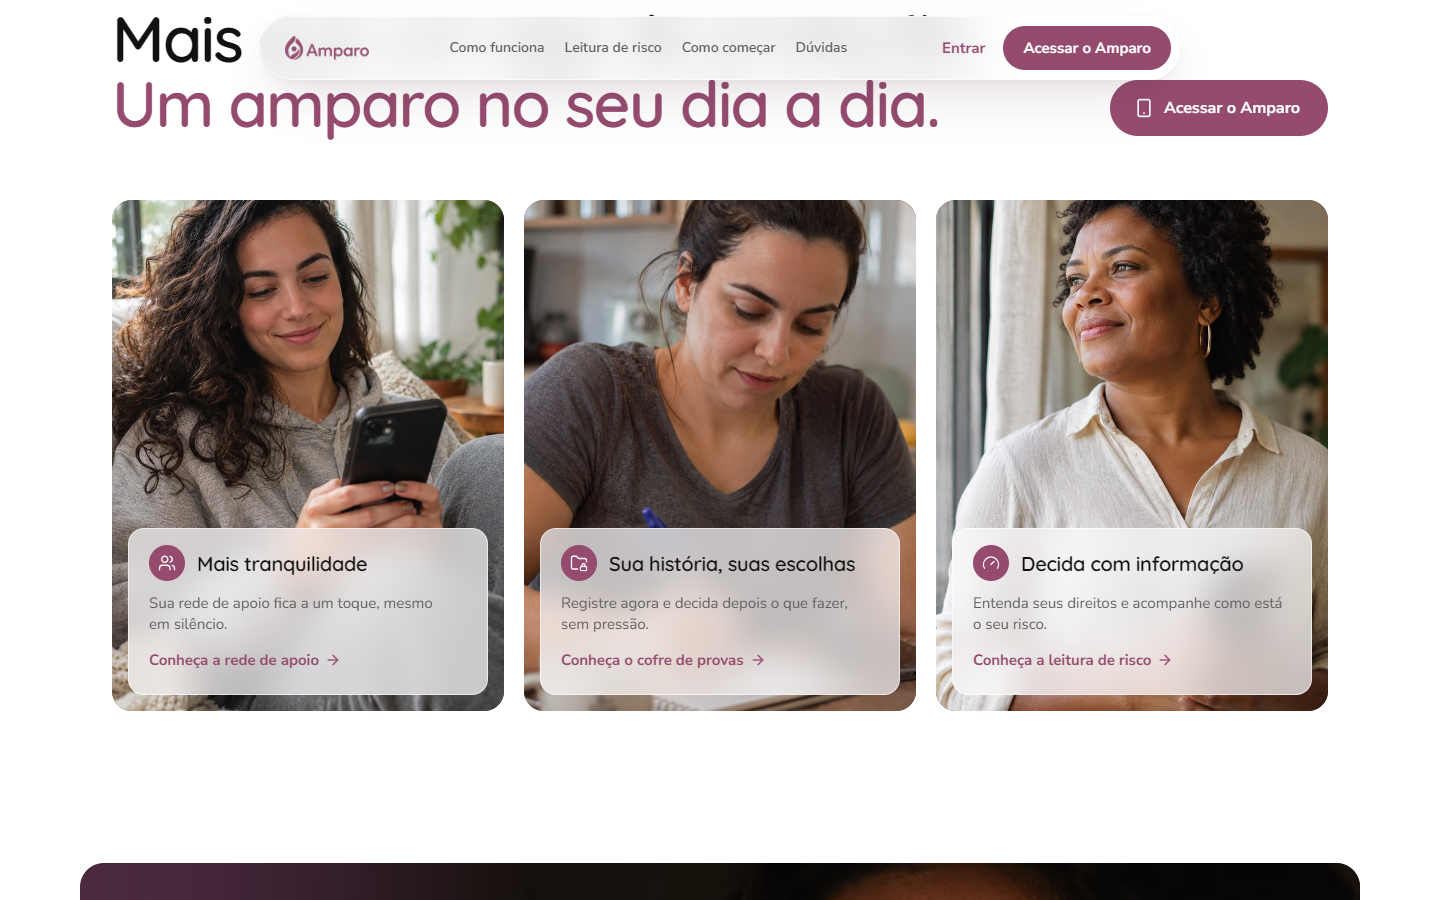 Mais
Amparo
Como funciona
Leitura de risco
Como começar
Dúvidas
Entrar
Acessar o Amparo
Um amparo no seu dia a dia.
Acessar o Amparo
Mais tranquilidade
Sua rede de apoio fica a um toque, mesmo
em silêncio.
Conheça a rede de apoio
Sua história, suas escolhas
Registre agora e decida depois o que fazer,
sem pressão.
Conheça o cofre de provas
Decida com informação
Entenda seus direitos e acompanhe como está
o seu risco.
Conheça a leitura de risco